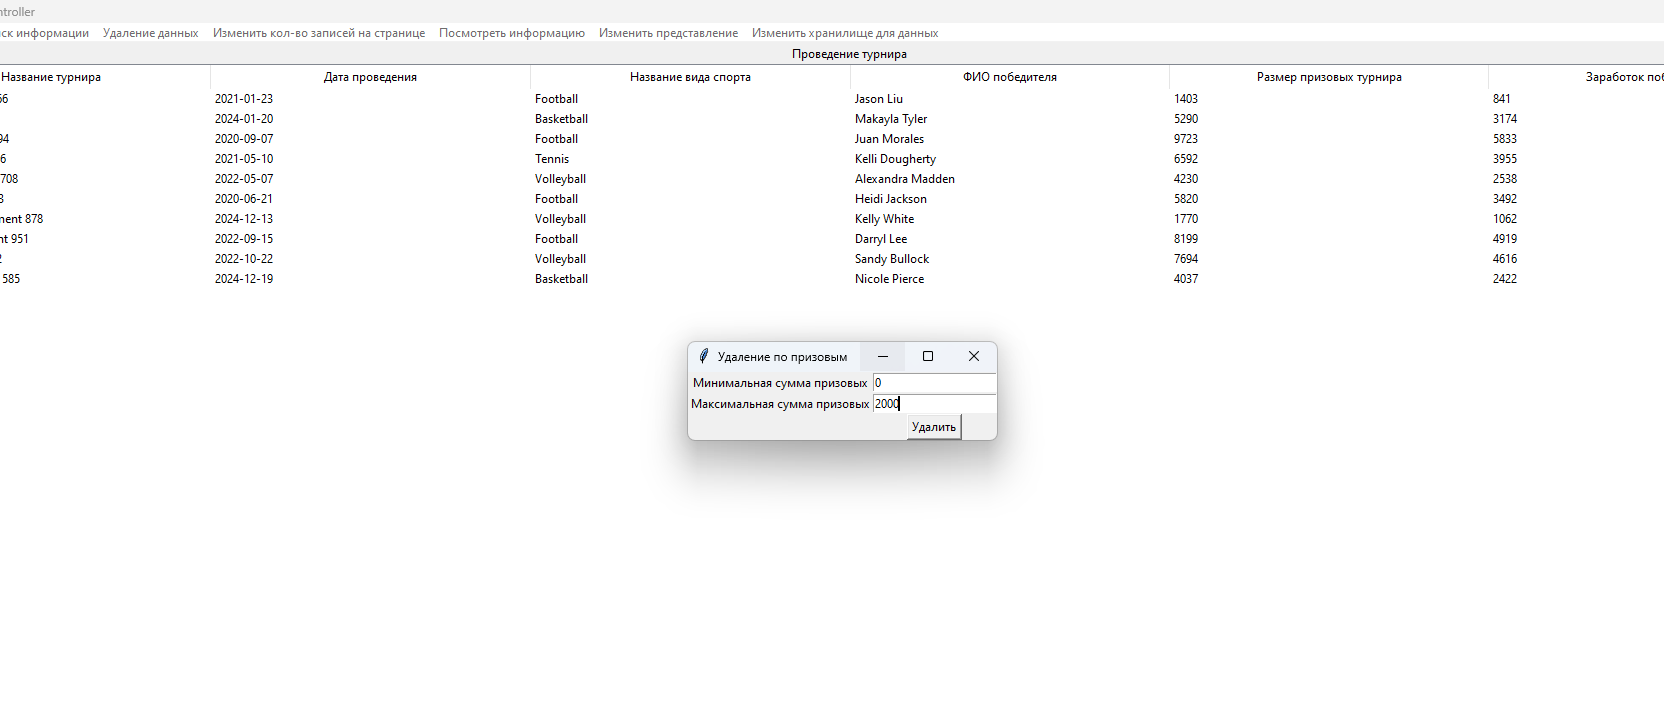 ntroller
ск информации Удаление данных Изменить кол-во записей на странице Посмотреть информацию Изменить представление Изменить хранилище для данных
Проведение турнира
Название турнира Дата проведения Название вида спорта ФИО победителя Размер призовых турнира Заработок поб
66 2021-01-23 Football Jason Liu 1403 841
2024-01-20 Basketball Makayla Tyler 5290 3174
94 2020-09-07 Football Juan Morales 9723 5833
6 2021-05-10 Tennis Kelli Dougherty 6592 3955
708 2022-05-07 Volleyball Alexandra Madden 4230 2538
8 2020-06-21 Football Heidi Jackson 5820 3492
ment 878 2024-12-13 Volleyball Kelly White 1770 1062
nt 951 2022-09-15 Football Darryl Lee 8199 4919
2 2022-10-22 Volleyball Sandy Bullock 7694 4616
585 2024-12-19 Basketball Nicole Pierce 4037 2422
Удаление по призовым
Минимальная сумма призовых 0
Максимальная сумма призовых 2000
Удалить